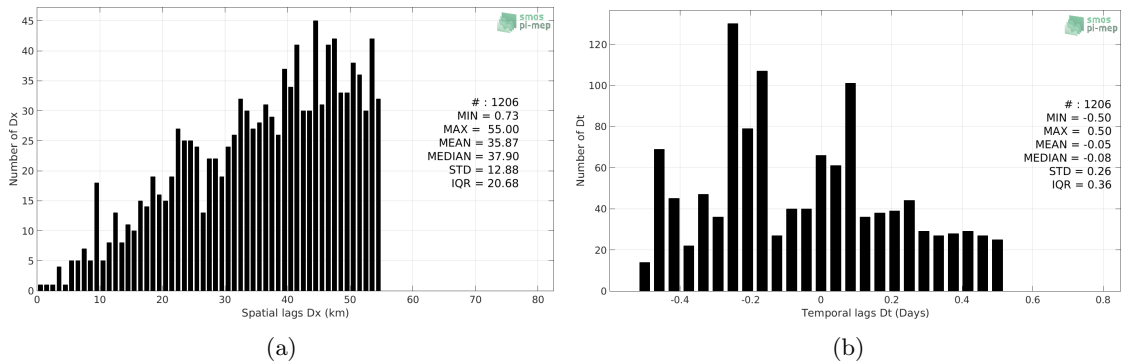 45
40
35
30
25
20
15
10
5
0
Number of Dx
0 10 20 30 40 50 60 70 80
Spatial lags Dx (km)
smos
pi-mep
# : 1206
MIN = 0.73
MAX = 55.00
MEAN = 35.87
MEDIAN = 37.90
STD = 12.88
IQR = 20.68
(a)
120
100
80
60
40
20
0
Number of Dt
-0.4 -0.2 0 0.2 0.4 0.6 0.8
Temporal lags Dt (Days)
smos
pi-mep
# : 1206
MIN = -0.50
MAX = 0.50
MEAN = -0.05
MEDIAN = -0.08
STD = 0.26
IQR = 0.36
(b)